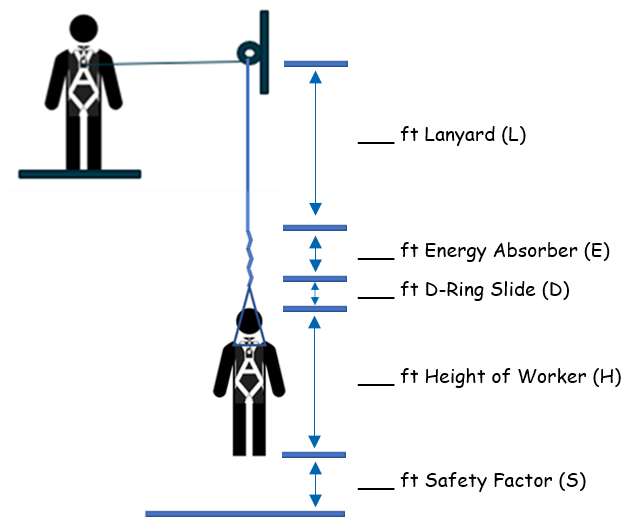 ___ ft Lanyard (L)
___ ft Energy Absorber (E)
___ ft D-Ring Slide (D)
___ ft Height of Worker (H)
___ ft Safety Factor (S)